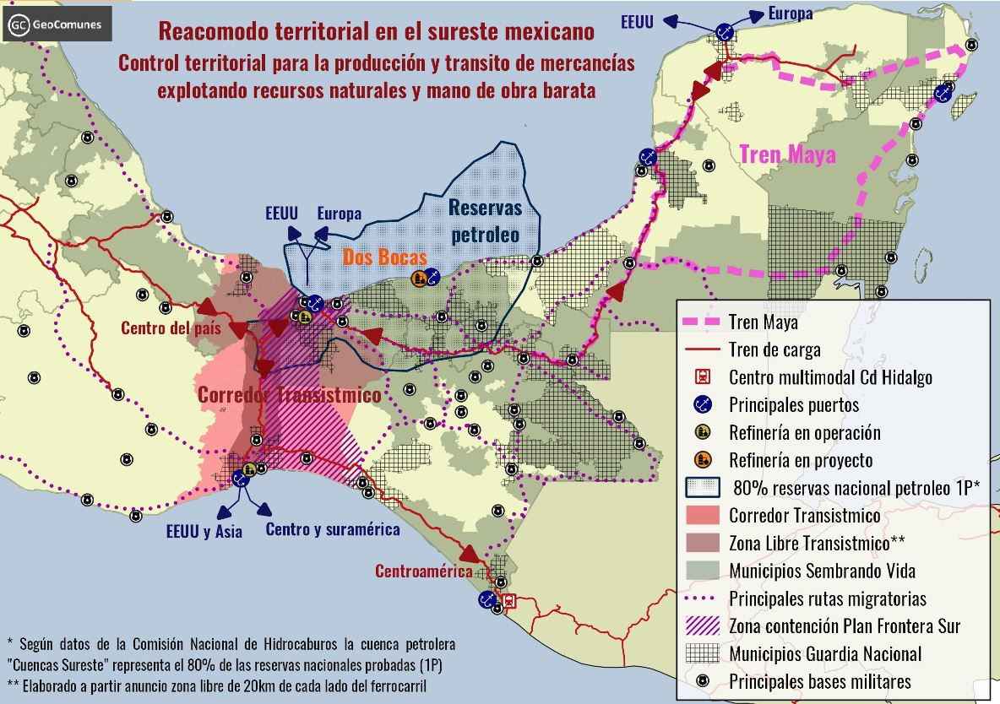 GC GeoComunes
Reacomodo territorial en el sureste mexicano
Control territorial para la producción y transito de mercancías
explotando recursos naturales y mano de obra barata
EEUU
Europa
Tren Maya
EEUU
Europa
Reservas
petroleo
Dos Bocas
Centro del país
Corredor Transístmico
EEUU y Asia
Centro y suramérica
Centroamérica
Tren Maya
Tren de carga
Centro multimodal Cd Hidalgo
Principales puertos
Refinería en operación
Refinería en proyecto
80% reservas nacional petroleo 1P*
Corredor Transístmico
Zona Libre Transístmico**
Municipios Sembrando Vida
Principales rutas migratorias
Zona contención Plan Frontera Sur
Municipios Guardia Nacional
Principales bases militares
* Según datos de la Comisión Nacional de Hidrocaburos la cuenca petrolera
"Cuencas Sureste" representa el 80% de las reservas nacionales probadas (1P)
** Elaborado a partir anuncio zona libre de 20km de cada lado del ferrocarril